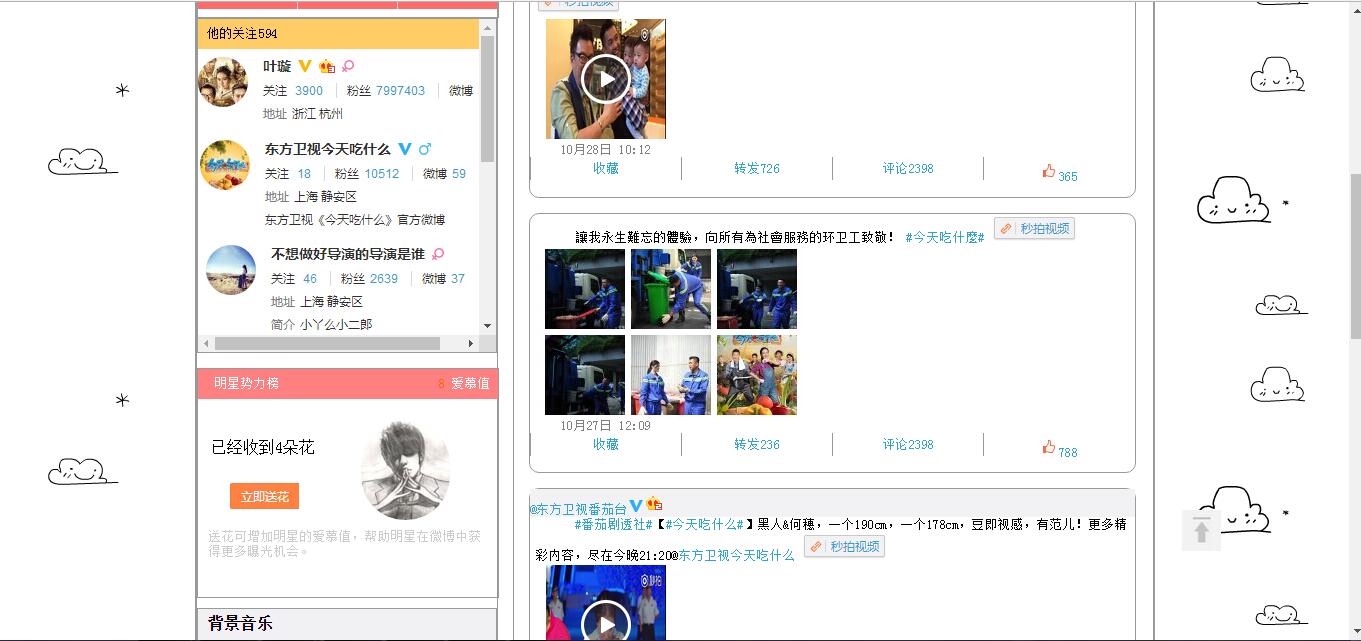 他的关注594
叶璇
关注 3900 粉丝 7997403 微博
地址 浙江 杭州
东方卫视今天吃什么
关注 18 粉丝 10512 微博 59
地址 上海 静安区
东方卫视《今天吃什么》官方微博
不想做好导演的导演是谁
关注 46 粉丝 2639 微博 37
地址 上海 静安区
简介 小丫么小二郎
明星势力榜 8 爱慕值
已经收到4朵花
立即送花
送花可增加明星的爱慕值，帮助明星在微博中获
得更多曝光机会。
背景音乐
10月28日 10:12
收藏 转发726 评论2398 365
讓我永生難忘的體驗，向所有為社會服務的环卫工致敬！ #今天吃什麼# 秒拍视频
10月27日 12:09
收藏 转发236 评论2398 788
@东方卫视番茄台
#番茄剧透社#【#今天吃什么#】黑人&何穗，一个190cm，一个178cm，豆即视感，有范儿！更多精
彩内容，尽在今晚21:20@东方卫视今天吃什么 秒拍视频